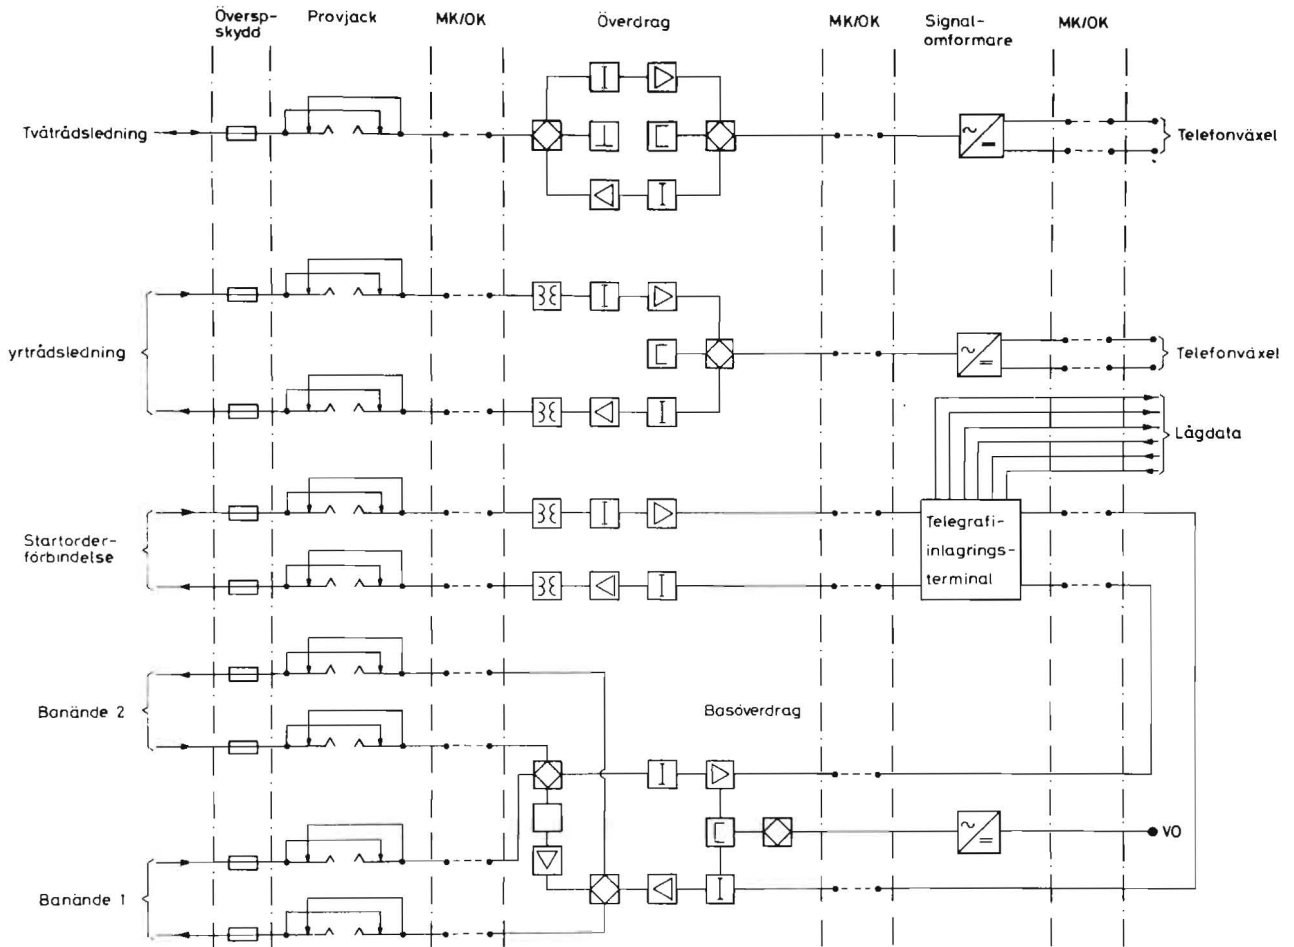 Översp-
skydd
Provjack
MK/OK
Överdrag
MK/OK
Signal-
omformare
MK/OK
Tvåtrådsledning
Telefonväxel
yrtrådsledning
Telefonväxel
Lågdata
Startorder-
förbindelse
Telegrafi-
inlagrings-
terminal
Banände 2
Basöverdrag
VO
Banände 1